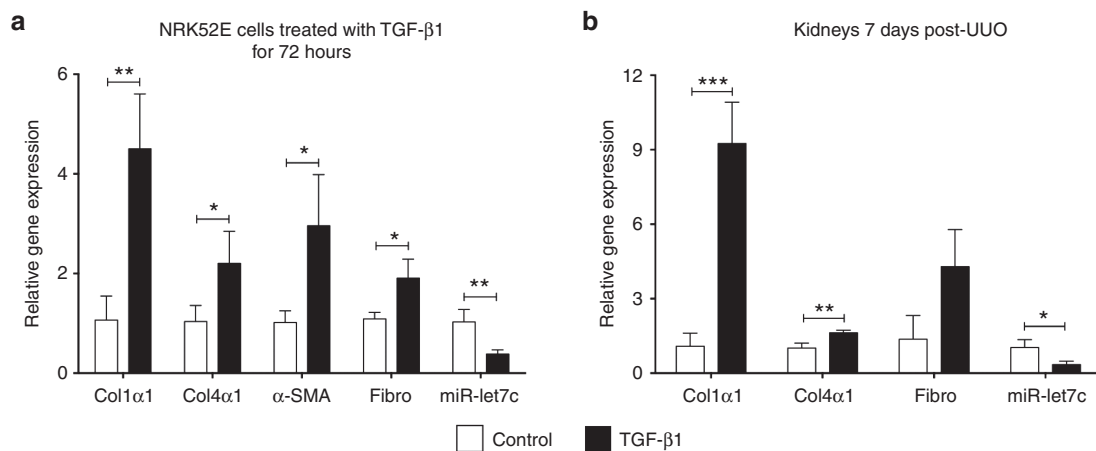 a
NRK52E cells treated with TGF-β1
for 72 hours
Relative gene expression
6
4
2
0
**
*
*
*
**
Col1α1 Col4α1 α-SMA Fibro miR-let7c
b
Kidneys 7 days post-UUO
Relative gene expression
12
9
6
3
0
***
**
*
Col1α1 Col4α1 Fibro miR-let7c
Control TGF-β1